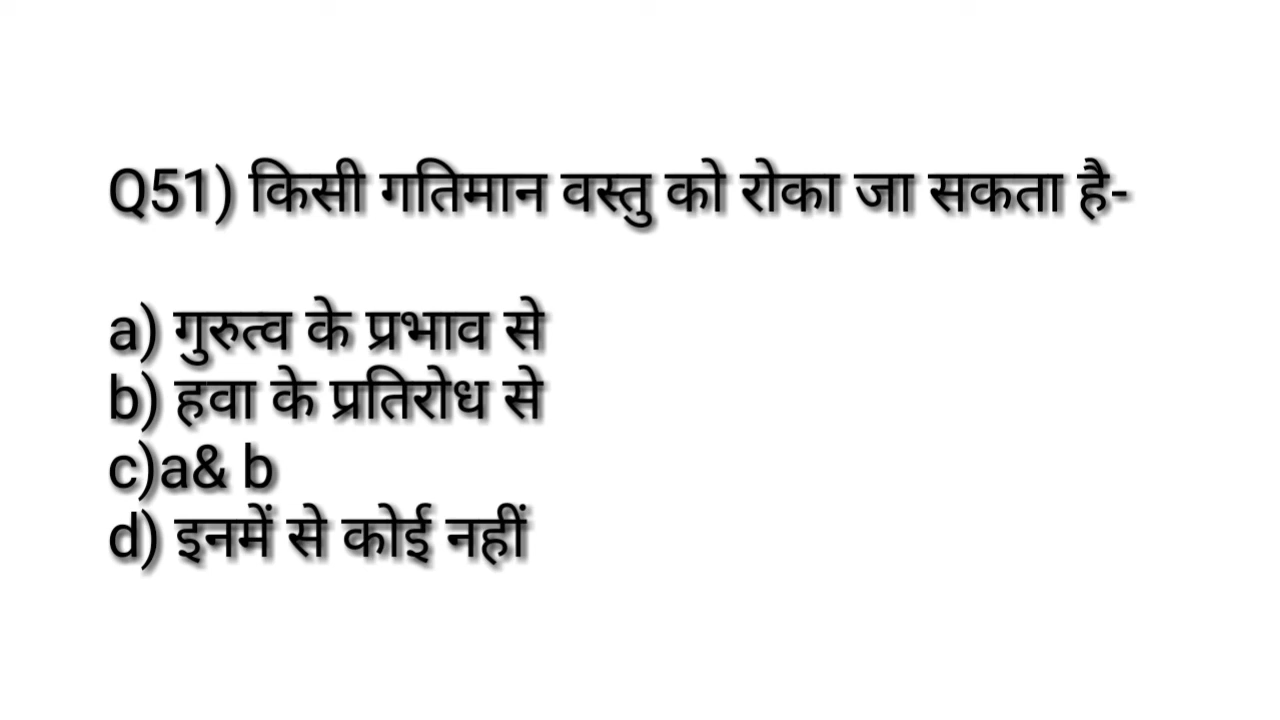 Q51) किसी गतिमान वस्तु को रोका जा सकता है-
a) गुरुत्व के प्रभाव से
b) हवा के प्रतिरोध से
c)a& b
d) इनमें से कोई नहीं